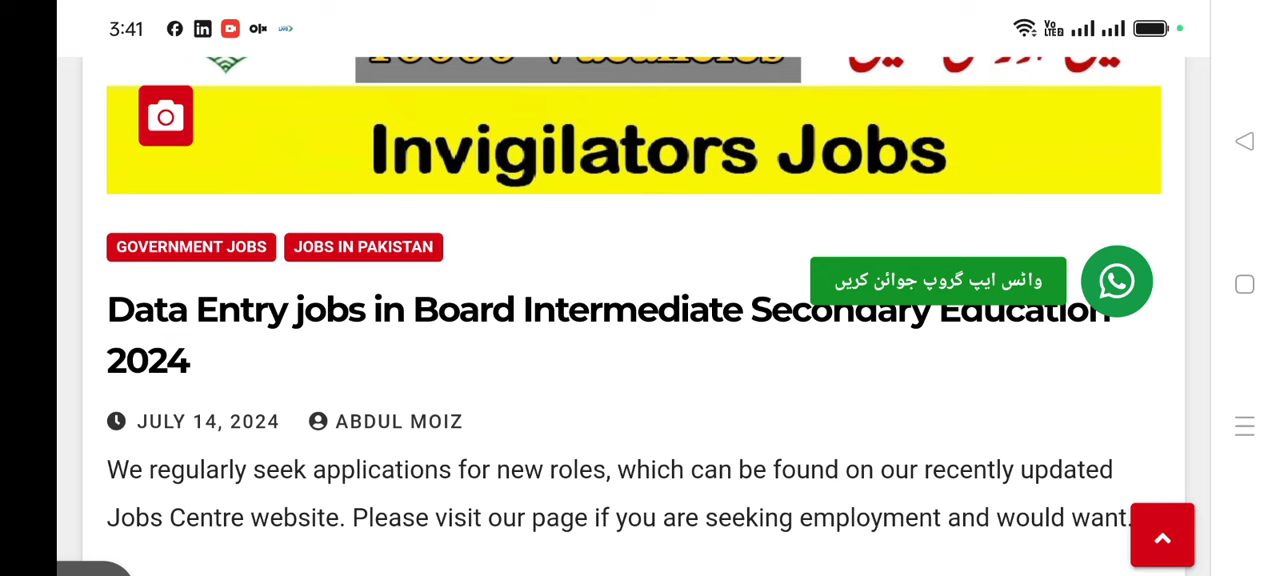 3:41
Invigilators Jobs
GOVERNMENT JOBS JOBS IN PAKISTAN
واٹس ایپ گروپ جوائن کریں
Data Entry jobs in Board Intermediate Secondary Education
2024
JULY 14, 2024 ABDUL MOIZ
We regularly seek applications for new roles, which can be found on our recently updated
Jobs Centre website. Please visit our page if you are seeking employment and would want.